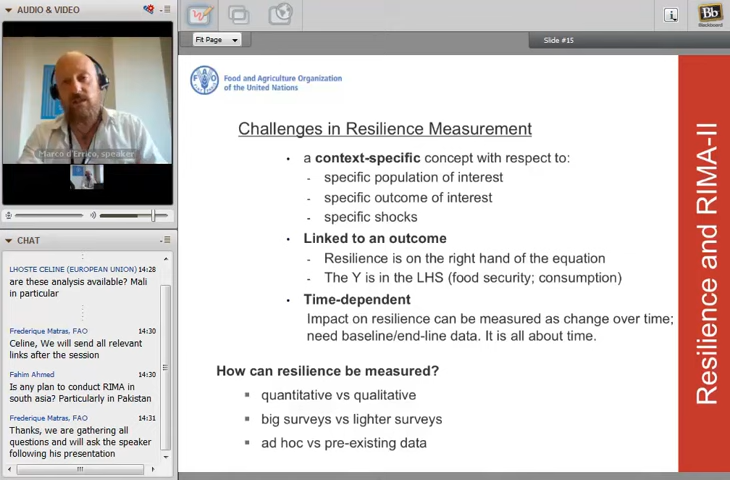 AUDIO & VIDEO
Marco d'Errico, speaker
CHAT
LHOSTE CELINE (EUROPEAN UNION) 14:28
are these analysis available? Mali
in particular
Frederique Matras, FAO 14:30
Celine, We will send all relevant
links after the session
Fahim Ahmed 14:30
Is any plan to conduct RIMA in
south asia? Particularly in Pakistan
Frederique Matras, FAO 14:31
Thanks, we are gathering all
questions and will ask the speaker
following his presentation
Fit Page
Slide #15
Bb
Blackboard
FAO
Food and Agriculture Organization
of the United Nations
Challenges in Resilience Measurement
• a context-specific concept with respect to:
- specific population of interest
- specific outcome of interest
- specific shocks
• Linked to an outcome
- Resilience is on the right hand of the equation
- The Y is in the LHS (food security; consumption)
• Time-dependent
Impact on resilience can be measured as change over time;
need baseline/end-line data. It is all about time.
How can resilience be measured?
▪ quantitative vs qualitative
▪ big surveys vs lighter surveys
▪ ad hoc vs pre-existing data
Resilience and RIMA-II